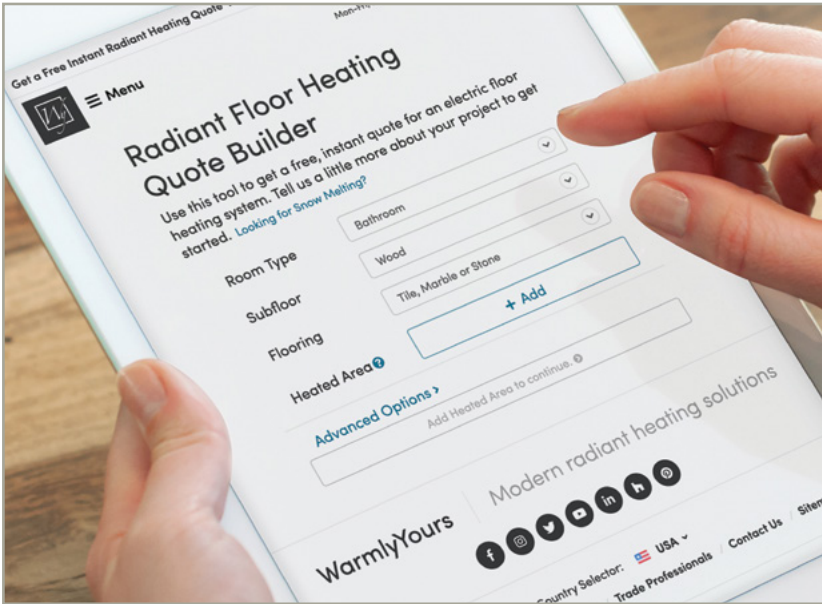 Get a Free Instant Radiant Heating Quote
Mon-Fri,
Menu
Radiant Floor Heating
Quote Builder
Use this tool to get a free, instant quote for an electric floor
heating system. Tell us a little more about your project to get
started. Looking for Snow Melting?
Room Type
Bathroom
Subfloor
Wood
Flooring
Tile, Marble or Stone
Heated Area ?
+ Add
Advanced Options >
Add Heated Area to continue.
WarmlyYours
Modern radiant heating solutions
Country Selector: USA
Trade Professionals / Contact Us / Sitem